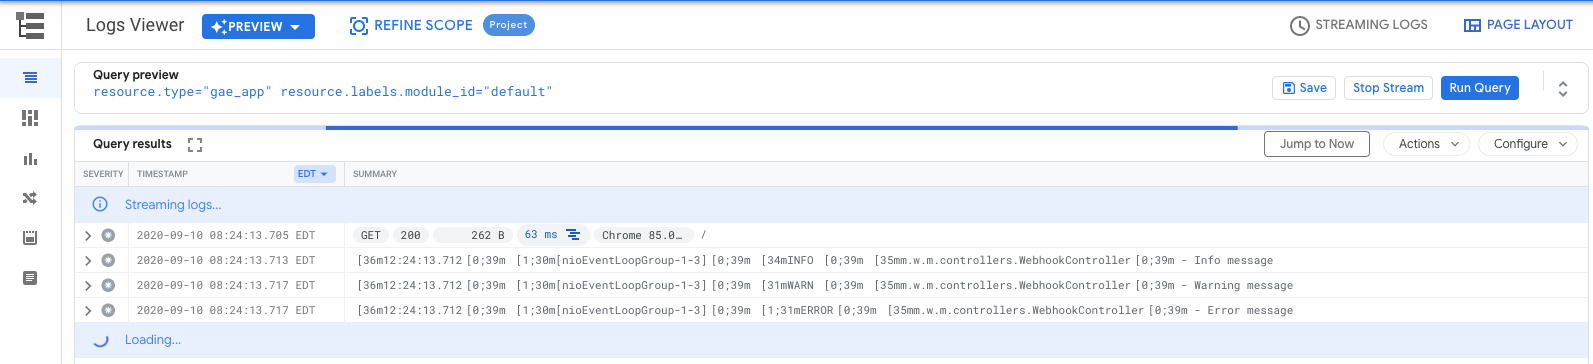 Logs Viewer PREVIEW REFINE SCOPE Project STREAMING LOGS PAGE LAYOUT
Query preview
resource.type="gae_app" resource.labels.module_id="default"
Save Stop Stream Run Query
Query results Jump to Now Actions Configure
SEVERITY TIMESTAMP EDT SUMMARY
Streaming logs...
2020-09-10 08:24:13.705 EDT GET 200 262 B 63 ms Chrome 85.0… /
2020-09-10 08:24:13.713 EDT [36m12:24:13.712 [0;39m [1;30m[nioEventLoopGroup-1-3] [0;39m [34mINFO [0;39m [35mm.w.m.controllers.WebhookController [0;39m - Info message
2020-09-10 08:24:13.717 EDT [36m12:24:13.712 [0;39m [1;30m[nioEventLoopGroup-1-3] [0;39m [31mWARN [0;39m [35mm.w.m.controllers.WebhookController [0;39m - Warning message
2020-09-10 08:24:13.717 EDT [36m12:24:13.712 [0;39m [1;30m[nioEventLoopGroup-1-3] [0;39m [1;31mERROR [0;39m [35mm.w.m.controllers.WebhookController [0;39m - Error message
Loading...